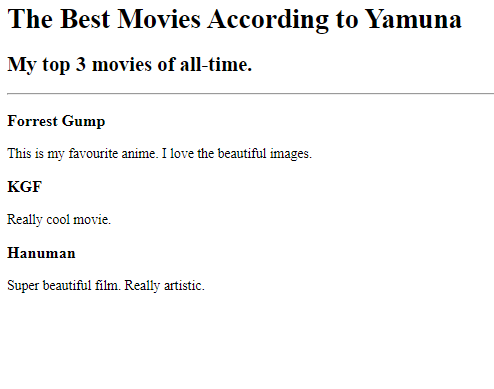 The Best Movies According to Yamuna
My top 3 movies of all-time.
Forrest Gump
This is my favourite anime. I love the beautiful images.
KGF
Really cool movie.
Hanuman
Super beautiful film. Really artistic.